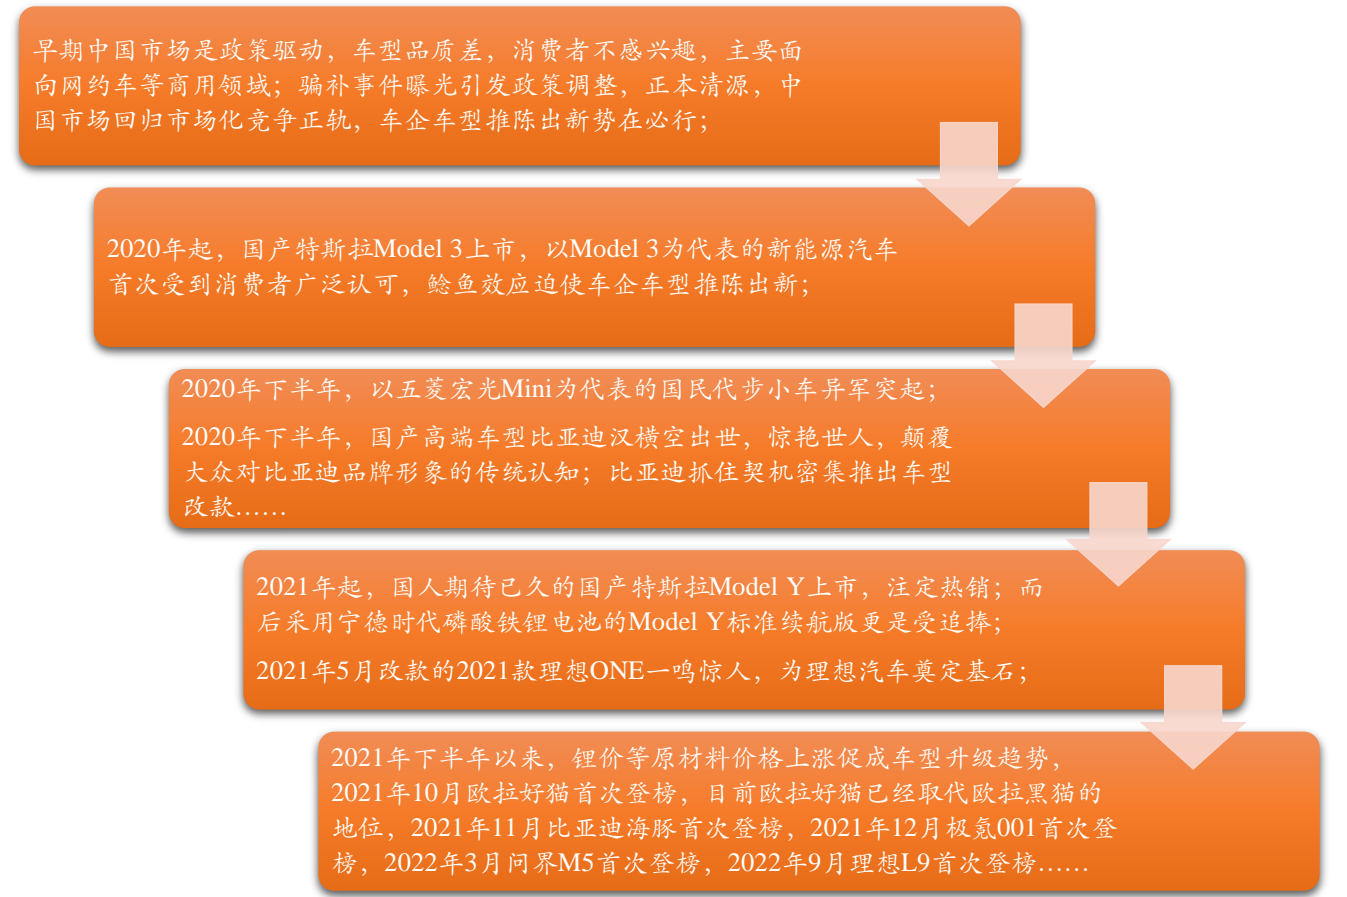 早期中国市场是政策驱动，车型品质差，消费者不感兴趣，主要面
向网约车等商用领域；骗补事件曝光引发政策调整，正本清源，中
国市场回归市场化竞争正轨，车企车型推陈出新势在必行；
2020年起，国产特斯拉Model 3上市，以Model 3为代表的新能源汽车
首次受到消费者广泛认可，鲶鱼效应迫使车企车型推陈出新；
2020年下半年，以五菱宏光Mini为代表的国民代步小车异军突起；
2020年下半年，国产高端车型比亚迪汉横空出世，惊艳世人，颠覆
大众对比亚迪品牌形象的传统认知；比亚迪抓住契机密集推出车型
改款……
2021年起，国人期待已久的国产特斯拉Model Y上市，注定热销；而
后采用宁德时代磷酸铁锂电池的Model Y标准续航版更是受追捧；
2021年5月改款的2021款理想ONE一鸣惊人，为理想汽车奠定基石；
2021年下半年以来，锂价等原材料价格上涨促成车型升级趋势，
2021年10月欧拉好猫首次登榜，目前欧拉好猫已经取代欧拉黑猫的
地位，2021年11月比亚迪海豚首次登榜，2021年12月极氪001首次登
榜，2022年3月问界M5首次登榜，2022年9月理想L9首次登榜……